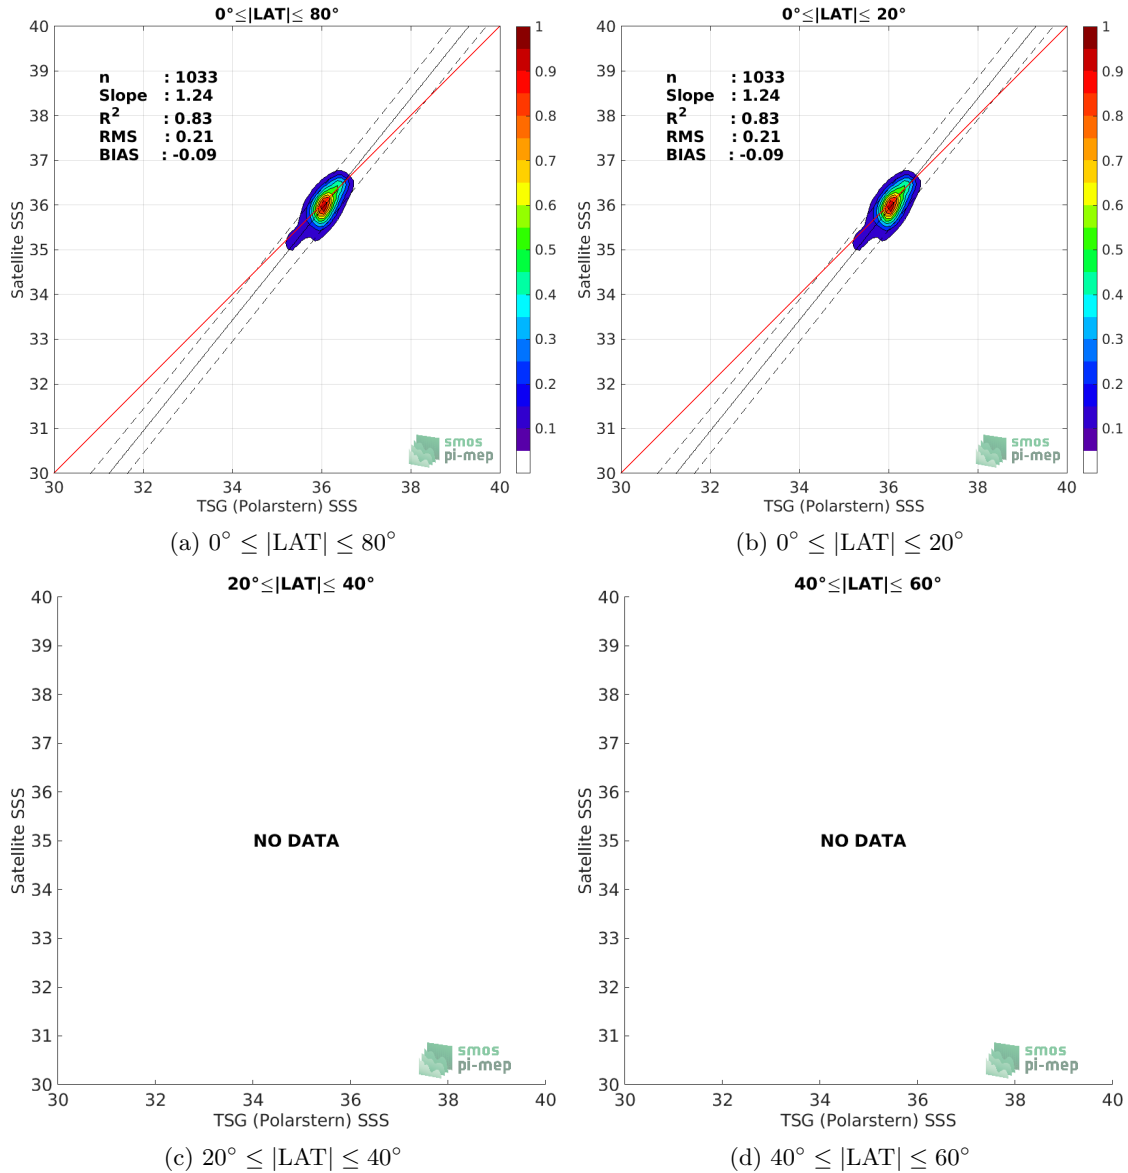 0°≤|LAT|≤ 80°
40
39
38
37
36
35
34
33
32
31
30
Satellite SSS
n : 1033
Slope : 1.24
R2 : 0.83
RMS : 0.21
BIAS : -0.09
smos
pi-mep
30 32 34 36 38 40
TSG (Polarstern) SSS
1
0.9
0.8
0.7
0.6
0.5
0.4
0.3
0.2
0.1
(a) 0° ≤ |LAT| ≤ 80°
0°≤|LAT|≤ 20°
40
39
38
37
36
35
34
33
32
31
30
Satellite SSS
n : 1033
Slope : 1.24
R2 : 0.83
RMS : 0.21
BIAS : -0.09
smos
pi-mep
30 32 34 36 38 40
TSG (Polarstern) SSS
1
0.9
0.8
0.7
0.6
0.5
0.4
0.3
0.2
0.1
(b) 0° ≤ |LAT| ≤ 20°
20°≤|LAT|≤ 40°
40
39
38
37
36
35
34
33
32
31
30
Satellite SSS
NO DATA
smos
pi-mep
30 32 34 36 38 40
TSG (Polarstern) SSS
(c) 20° ≤ |LAT| ≤ 40°
40°≤|LAT|≤ 60°
40
39
38
37
36
35
34
33
32
31
30
Satellite SSS
NO DATA
smos
pi-mep
30 32 34 36 38 40
TSG (Polarstern) SSS
(d) 40° ≤ |LAT| ≤ 60°